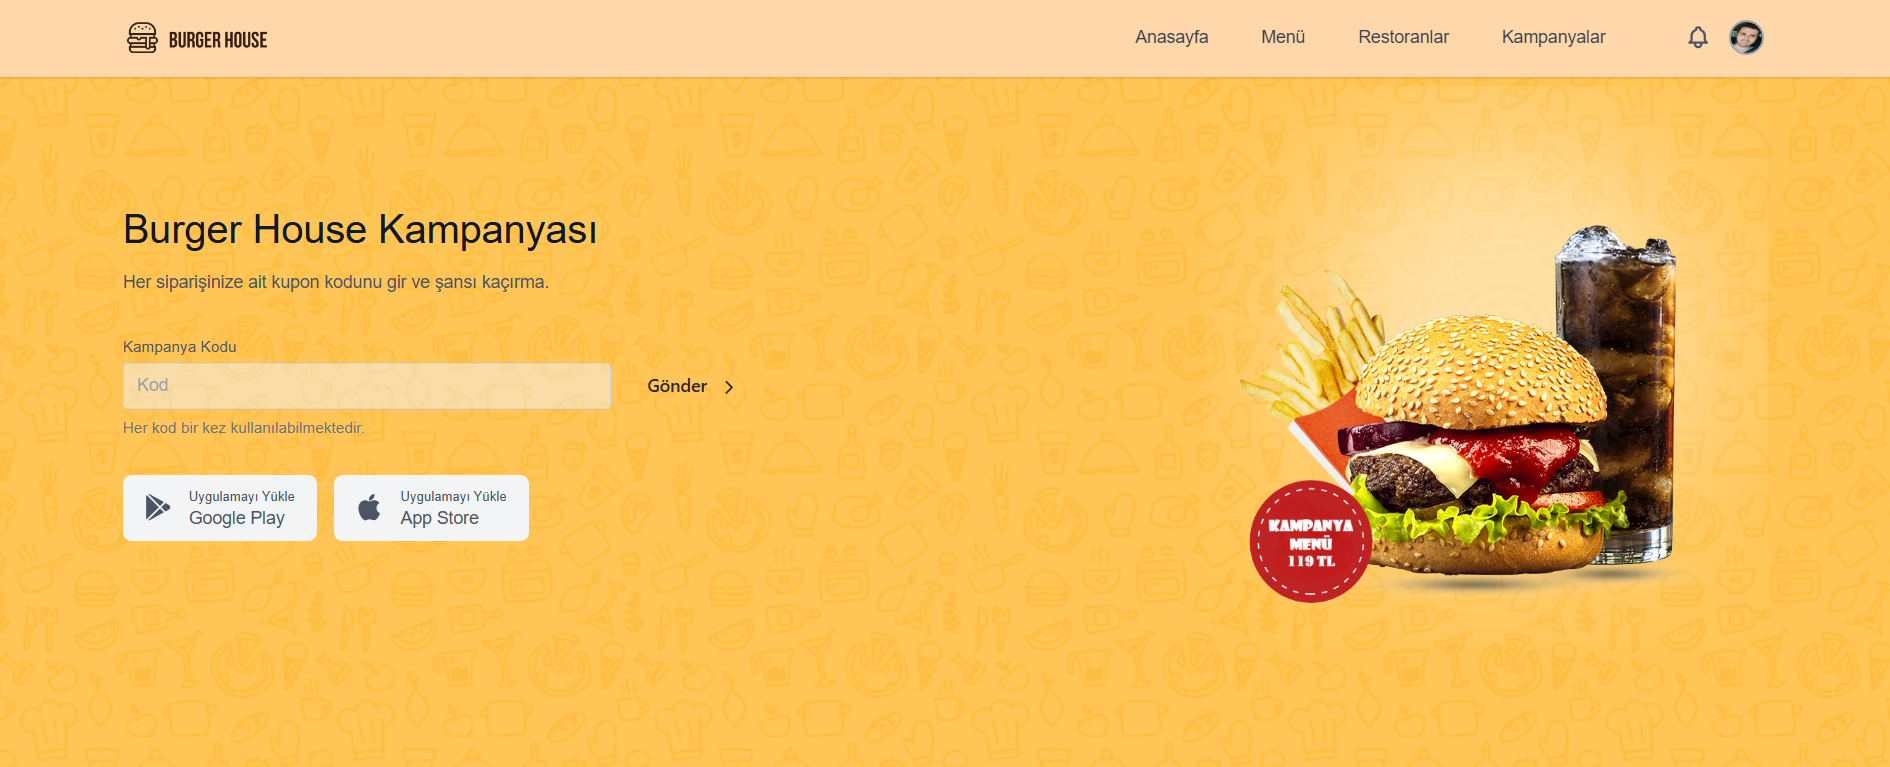 BURGER HOUSE
Anasayfa
Menü
Restoranlar
Kampanyalar
Burger House Kampanyası
Her siparişinize ait kupon kodunu gir ve şansı kaçırma.
Kampanya Kodu
Kod
Gönder
Her kod bir kez kullanılabilmektedir.
Uygulamayı Yükle
Google Play
Uygulamayı Yükle
App Store
KAMPANYA
MENÜ
119 TL